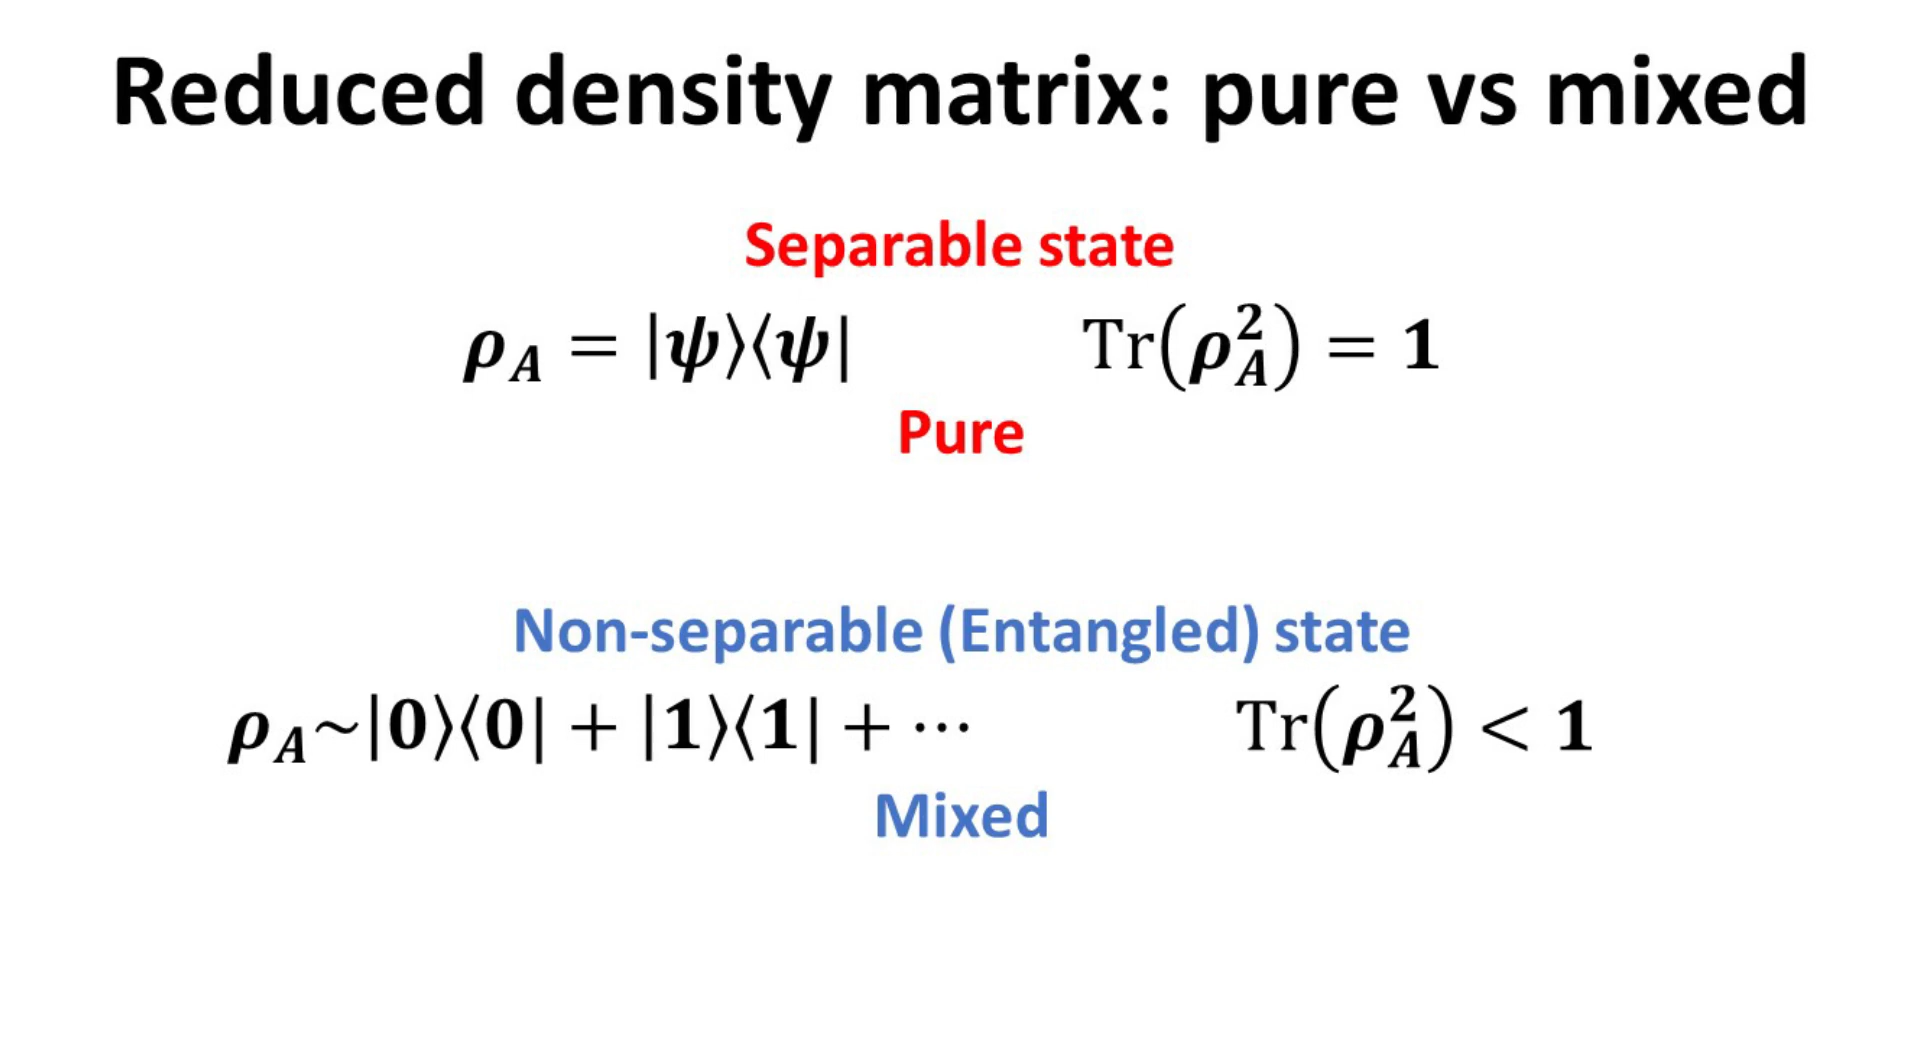 Reduced density matrix: pure vs mixed
Separable state
ρ_A = |ψ⟩⟨ψ| Tr(ρ_A^2) = 1
Pure
Non-separable (Entangled) state
ρ_A~|0⟩⟨0| + |1⟩⟨1| + ⋯ Tr(ρ_A^2) < 1
Mixed